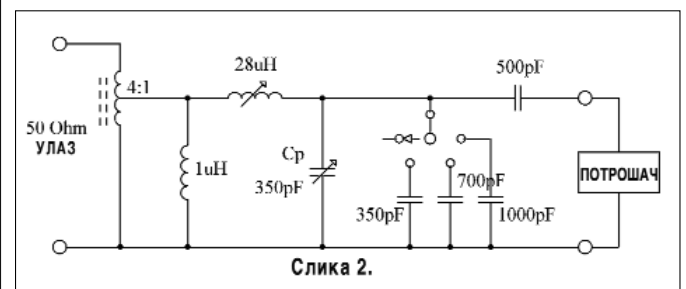 28uH
500pF
4:1
50 Ohm
УЛАЗ
1uH
Cp
350pF
350pF
700pF
1000pF
ПОТРОШАЧ
Слика 2.